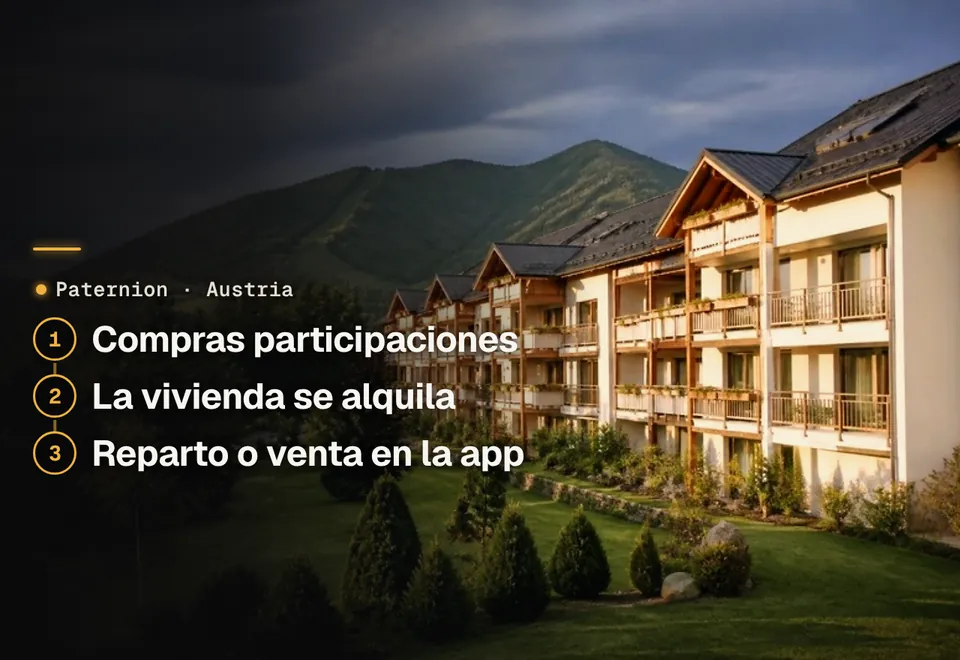 Paternion · Austria
1 Compras participaciones
2 La vivienda se alquila
3 Reparto o venta en la app